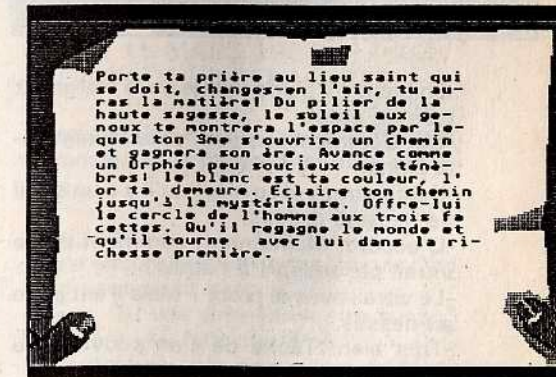 Porte ta prière au lieu saint qui
se doit, changes-en l'air, tu au-
ras la matière! Du pilier de la
haute sagesse, le soleil aux ge-
noux te montrera l'espace par le-
quel ton 3me s'ouvrira un chemin
et gagnera son ère. Avance comme
un Orphée peu soucieux des ténè-
bres! le blanc est ta couleur, l'
or ta demeure. Eclaire ton chemin
jusqu'à la mystérieuse. Offre-lui
le cercle de l'homme aux trois fa
cettes. Qu'il regagne le monde et
qu'il tourne avec lui dans la ri-
chesse première.